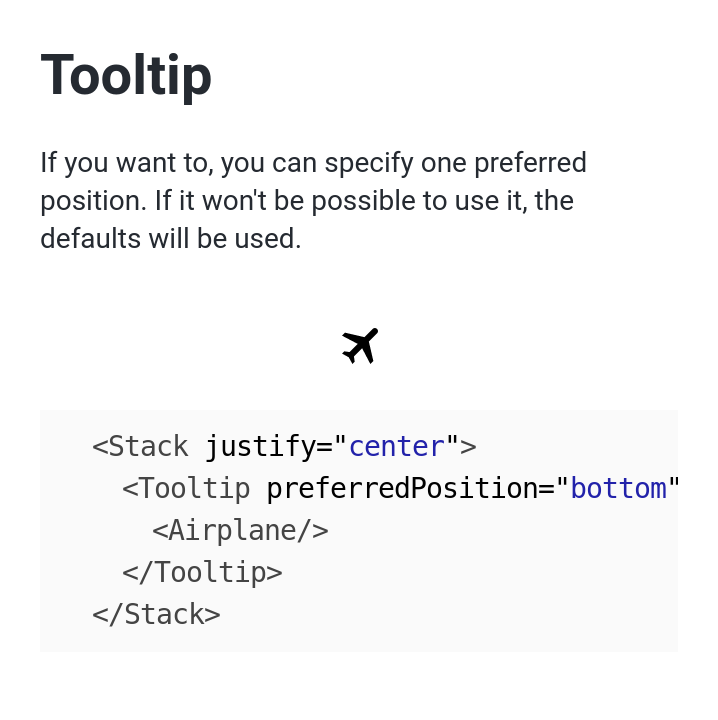 Tooltip
If you want to, you can specify one preferred
position. If it won't be possible to use it, the
defaults will be used.
<Stack justify="center">
<Tooltip preferredPosition="bottom"
<Airplane/>
</Tooltip>
</Stack>